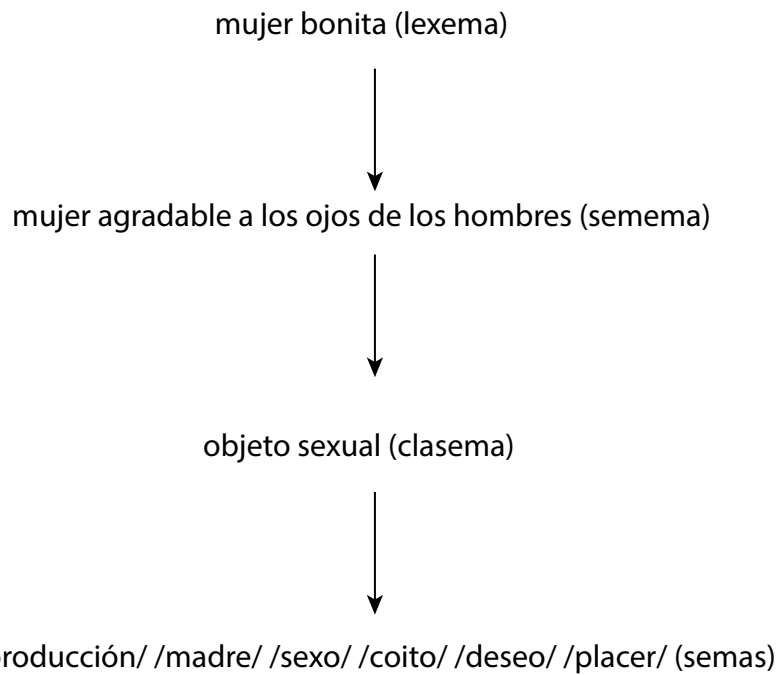 mujer bonita (lexema)
mujer agradable a los ojos de los hombres (semema)
objeto sexual (clasema)
producción/ /madre/ /sexo/ /coito/ /deseo/ /placer/ (semas)